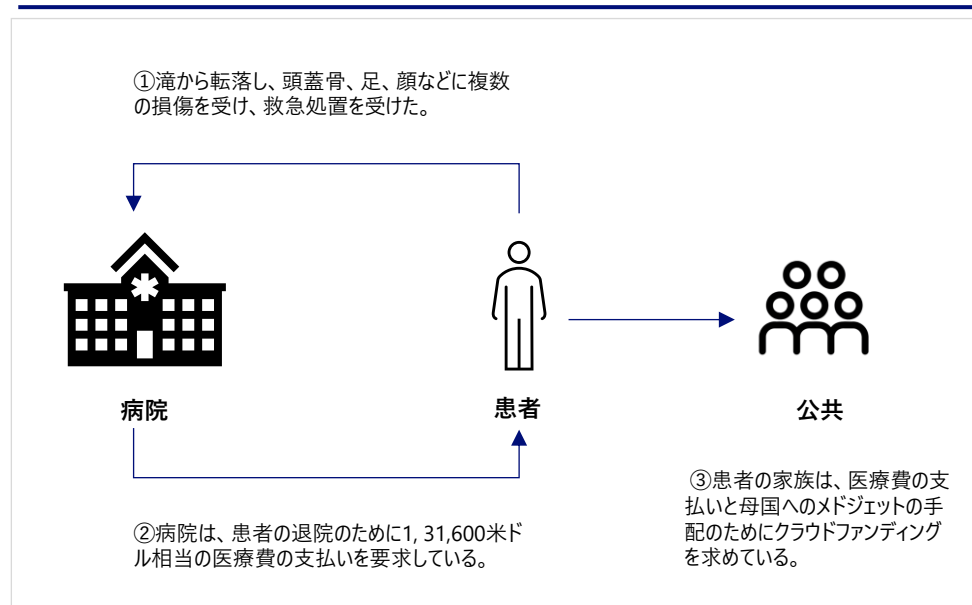 ①滝から転落し、頭蓋骨、足、顔などに複数
の損傷を受け、救急処置を受けた。
病院
患者
公共
②病院は、患者の退院のために1, 31,600米ド
ル相当の医療費の支払いを要求している。
③患者の家族は、医療費の支
払いと母国へのメドジェットの手
配のためにクラウドファンディング
を求めている。